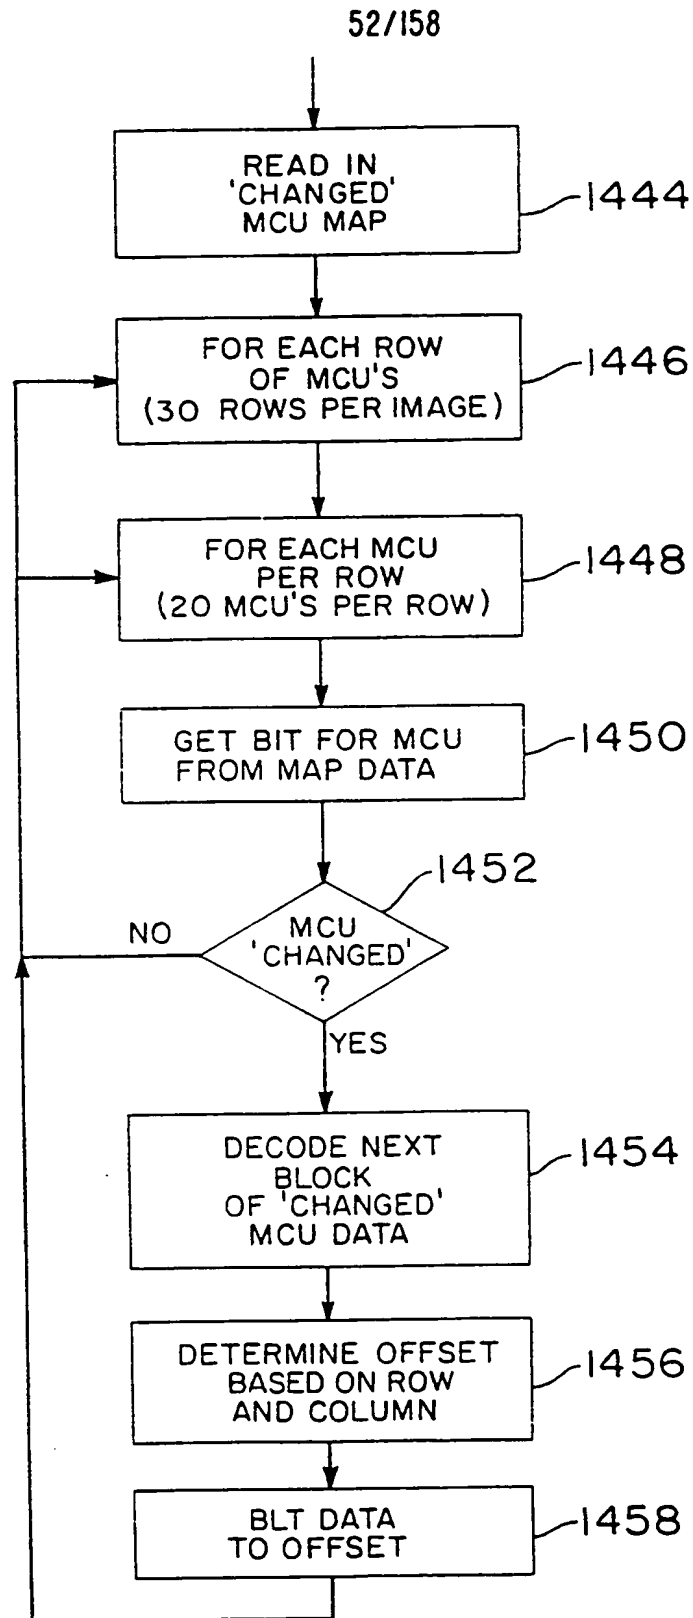 52/158
READ IN
'CHANGED'
MCU MAP
1444
FOR EACH ROW
OF MCU'S
(30 ROWS PER IMAGE)
1446
FOR EACH MCU
PER ROW
(20 MCU'S PER ROW)
1448
GET BIT FOR MCU
FROM MAP DATA
1450
1452
MCU
'CHANGED'
?
NO
YES
DECODE NEXT
BLOCK
OF 'CHANGED'
MCU DATA
1454
DETERMINE OFFSET
BASED ON ROW
AND COLUMN
1456
BLT DATA
TO OFFSET
1458